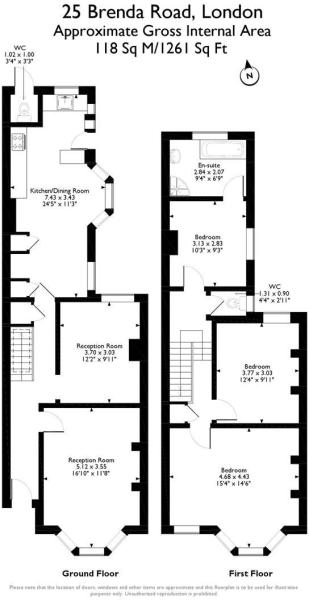 25 Brenda Road, London
Approximate Gross Internal Area
118 Sq M/1261 Sq Ft
WC
1.02 x 1.00
3'4" x 3'3"
N
Kitchen/Dining Room
7.43 x 3.43
24'5" x 11'3"
Reception Room
3.70 x 3.03
12'2" x 9'11"
Reception Room
5.12 x 3.55
16'10" x 11'8"
Ground Floor
En-suite
2.84 x 2.07
9'4" x 6'9"
Bedroom
3.13 x 2.83
10'3" x 9'3"
WC
1.31 x 0.90
4'4" x 2'11"
Bedroom
3.77 x 3.03
12'4" x 9'11"
Bedroom
4.68 x 4.43
15'4" x 14'6"
First Floor
Please note that the location of doors, windows and other items are approximate and this floorplan is to be used for illustrative
purposes only. Unauthorised reproduction is prohibited.